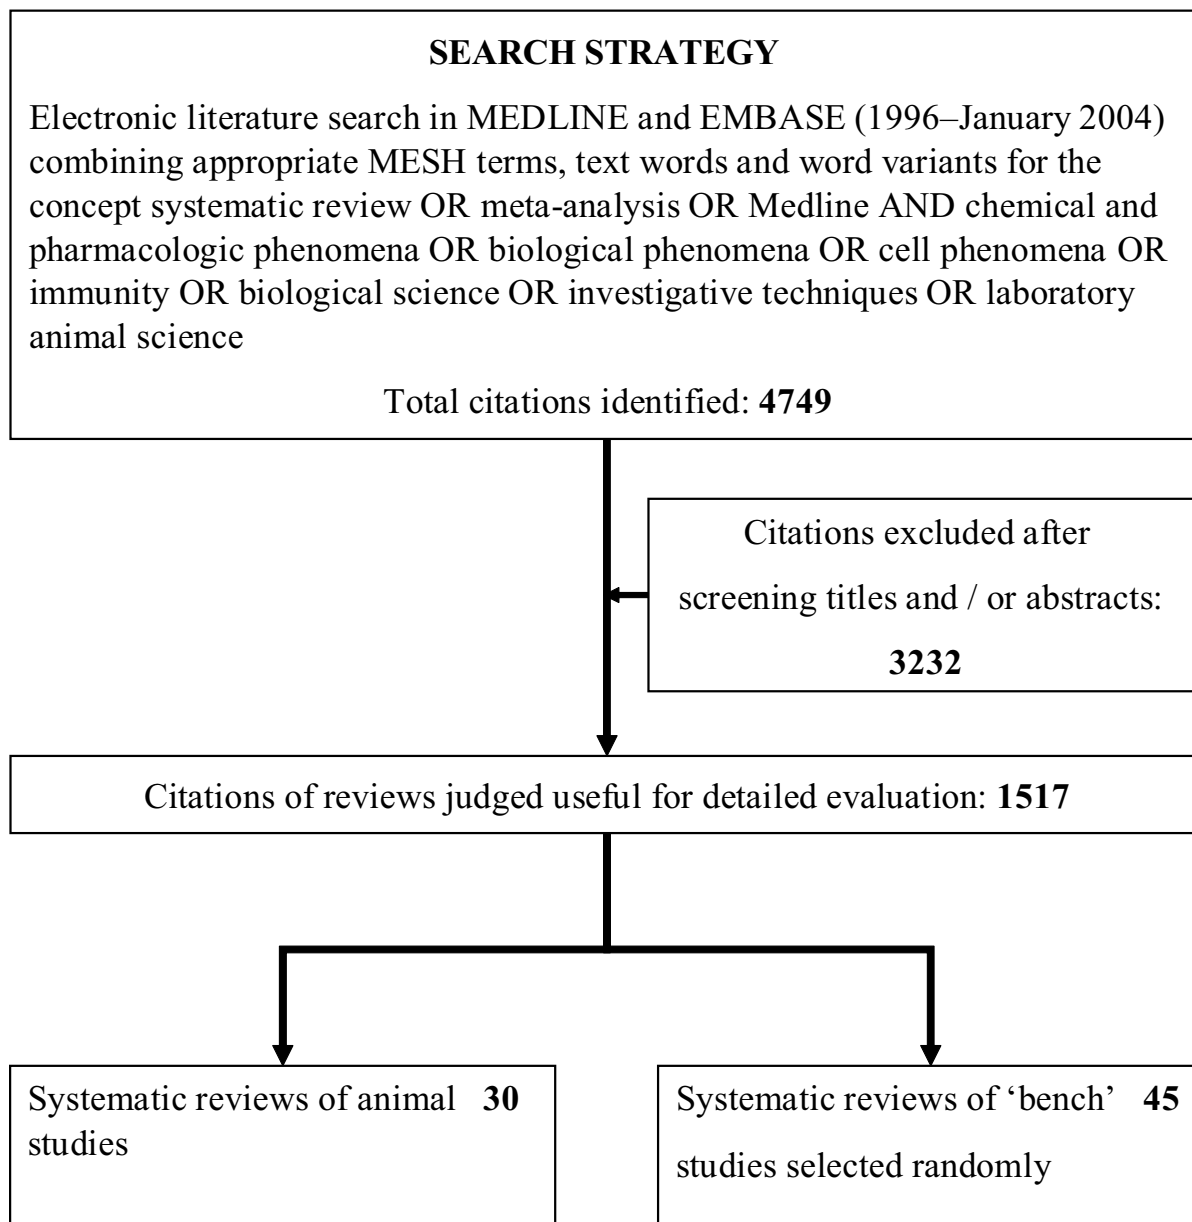 SEARCH STRATEGY
Electronic literature search in MEDLINE and EMBASE (1996–January 2004)
combining appropriate MESH terms, text words and word variants for the
concept systematic review OR meta-analysis OR Medline AND chemical and
pharmacologic phenomena OR biological phenomena OR cell phenomena OR
immunity OR biological science OR investigative techniques OR laboratory
animal science
Total citations identified: 4749
Citations excluded after
screening titles and / or abstracts:
3232
Citations of reviews judged useful for detailed evaluation: 1517
Systematic reviews of animal 30
studies
Systematic reviews of ‘bench’ 45
studies selected randomly